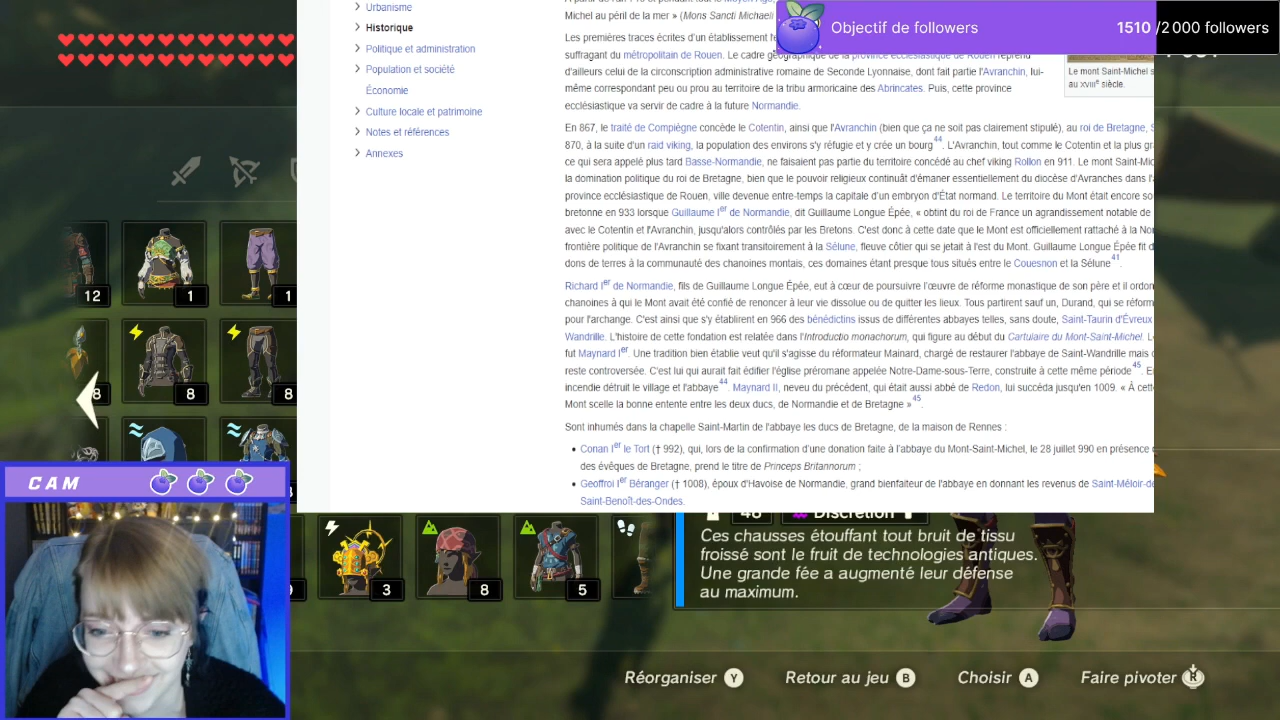 Urbanisme
Historique
Politique et administration
Population et société
Économie
Culture locale et patrimoine
Notes et références
Annexes
Michel au péril de la mer » (Mons Sancti Michaeli
Les premières traces écrites d'un établissement
suffragant du métropolitain de Rouen. Le cadre géographique de la province ecclésiastique de Rouen reprend
d'ailleurs celui de la circonscription administrative romaine de Seconde Lyonnaise, dont fait partie l'Avranchin, lui-
même correspondant peu ou prou au territoire de la tribu armoricaine des Abrincates. Puis, cette province
ecclésiastique va servir de cadre à la future Normandie.
En 867, le traité de Compiègne concède le Cotentin, ainsi que l'Avranchin (bien que ça ne soit pas clairement stipulé), au roi de Bretagne,
870, à la suite d'un raid viking, la population des environs s'y réfugie et y crée un bourg44. L'Avranchin, tout comme le Cotentin et la plus gr
ce qui sera appelé plus tard Basse-Normandie, ne faisaient pas partie du territoire concédé au chef viking Rollon en 911. Le mont Saint-Mic
la domination politique du roi de Bretagne, bien que le pouvoir religieux continuât d'émaner essentiellement du diocèse d'Avranches dans l'a
province ecclésiastique de Rouen, ville devenue entre-temps la capitale d'un embryon d'État normand. Le territoire du Mont était encore so
bretonne en 933 lorsque Guillaume Ier de Normandie, dit Guillaume Longue Épée, « obtint du roi de France un agrandissement notable de
avec le Cotentin et l'Avranchin, jusqu'alors contrôlés par les Bretons. C'est donc à cette date que le Mont est officiellement rattaché à la No
frontière politique de l'Avranchin se fixant transitoirement à la Sélune, fleuve côtier qui se jetait à l'est du Mont. Guillaume Longue Épée fit d
dons de terres à la communauté des chanoines montais, ces domaines étant presque tous situés entre le Couesnon et la Sélune41.
Richard Ier de Normandie, fils de Guillaume Longue Épée, eut à cœur de poursuivre l'œuvre de réforme monastique de son père et il ordon
chanoines à qui le Mont avait été confié de renoncer à leur vie dissolue ou de quitter les lieux. Tous partirent sauf un, Durand, qui se réform
pour l'archange. C'est ainsi que s'y établirent en 966 des bénédictins issus de différentes abbayes telles, sans doute, Saint-Taurin d'Évreux
Wandrille. L'histoire de cette fondation est relatée dans l'Introductio monachorum, qui figure au début du Cartulaire du Mont-Saint-Michel. L
fut Maynard Ier. Une tradition bien établie veut qu'il s'agisse du réformateur Mainard, chargé de restaurer l'abbaye de Saint-Wandrille mais
reste controversée. C'est lui qui aurait fait édifier l'église préromane appelée Notre-Dame-sous-Terre, construite à cette même période45. E
incendie détruit le village et l'abbaye44. Maynard II, neveu du précédent, qui était aussi abbé de Redon, lui succéda jusqu'en 1009. « À cett
Mont scelle la bonne entente entre les deux ducs, de Normandie et de Bretagne »45.
Sont inhumés dans la chapelle Saint-Martin de l'abbaye les ducs de Bretagne, de la maison de Rennes :
• Conan Ier le Tort († 992), qui, lors de la confirmation d'une donation faite à l'abbaye du Mont-Saint-Michel, le 28 juillet 990 en présence
des évêques de Bretagne, prend le titre de Princeps Britannorum ;
• Geoffroi Ier Béranger († 1008), époux d'Havoise de Normandie, grand bienfaiteur de l'abbaye en donnant les revenus de Saint-Méloir-de
Saint-Benoît-des-Ondes.
Objectif de followers 1510 /2 000 followers
Le mont Saint-Michel
au XVIIIe siècle.
12 1 1
8 8 8
CAM
3 8 5
Discrétion
Ces chausses étouffant tout bruit de tissu
froissé sont le fruit de technologies antiques.
Une grande fée a augmenté leur défense
au maximum.
Réorganiser Y Retour au jeu B Choisir A Faire pivoter R